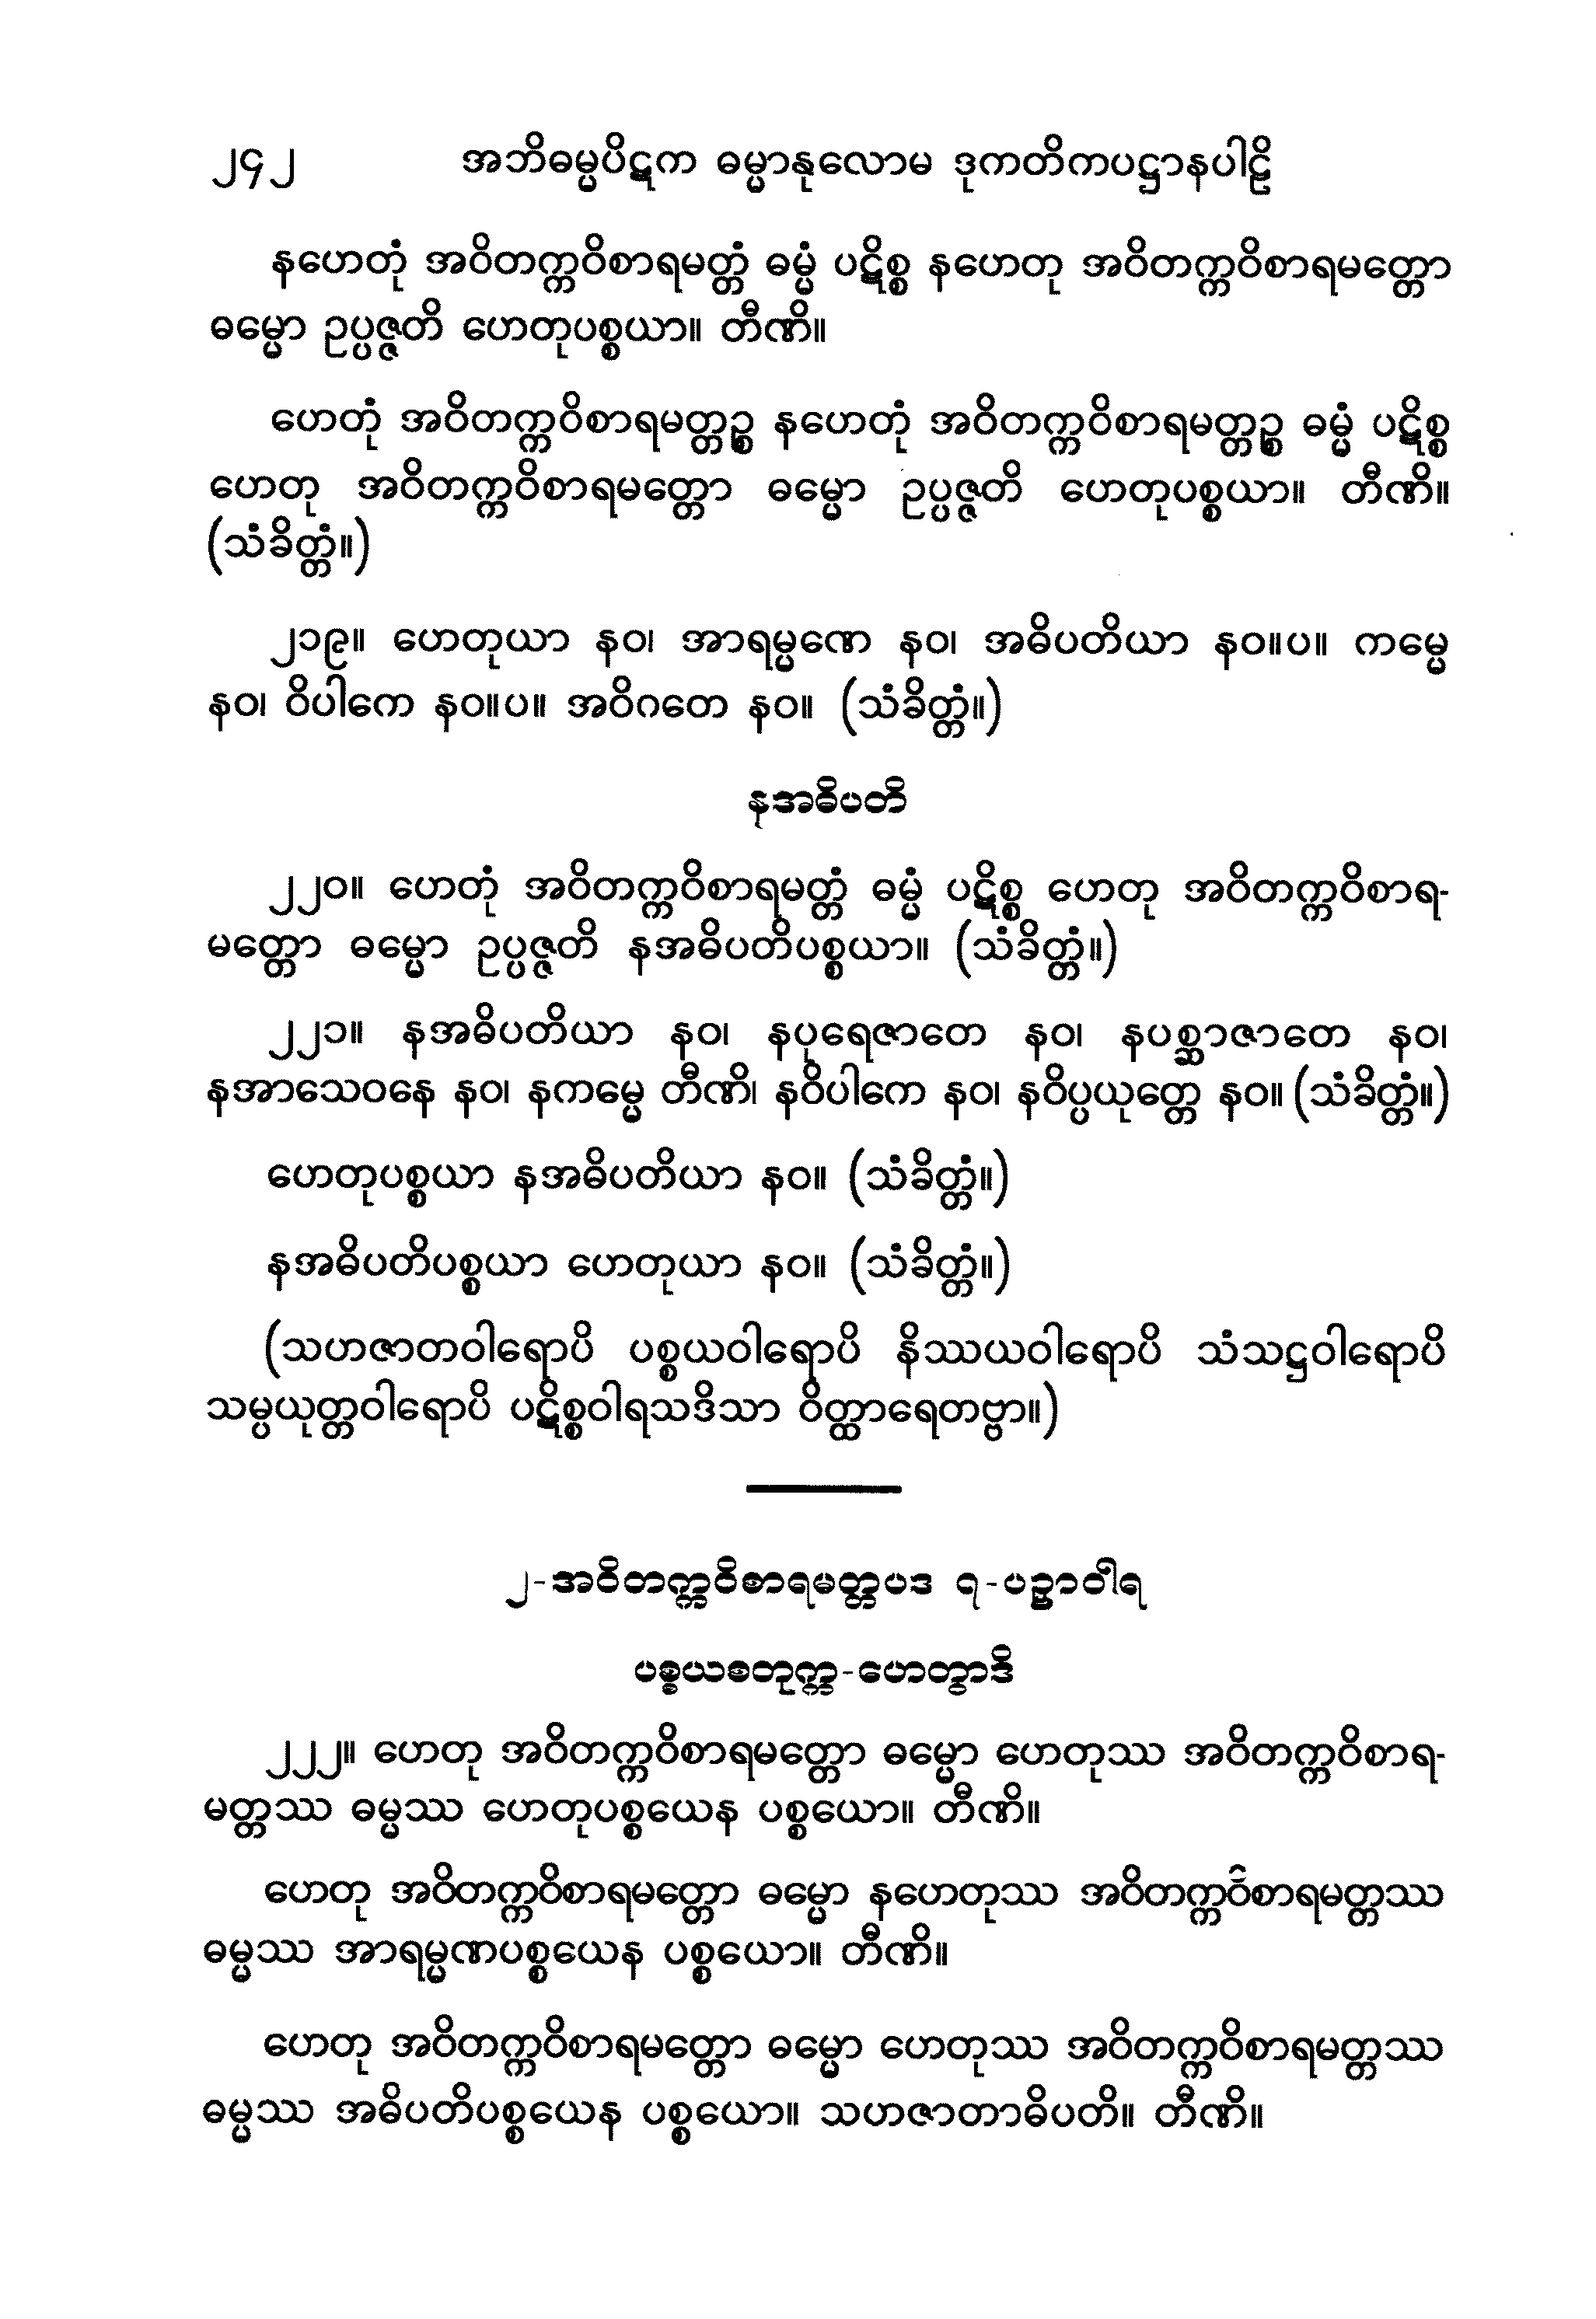 ၂၄၂ အဘိဓမ္မပိဋက ဓမ္မာနုလောမ ဒုကတိကပဋ္ဌာနပါဠိ
နဟေတုံ အဝိတက္ကဝိစာရမတ္တံ ဓမ္မံ ပဋိစ္စ နဟေတု အဝိတက္ကဝိစာရမတ္တော
ဓမ္မော ဥပ္ပဇ္ဇတိ ဟေတုပစ္စယာ။ တီဏိ။
ဟေတုံ အဝိတက္ကဝိစာရမတ္တဉ္စ နဟေတုံ အဝိတက္ကဝိစာရမတ္တဉ္စ ဓမ္မံ ပဋိစ္စ
ဟေတု အဝိတက္ကဝိစာရမတ္တော ဓမ္မော ဥပ္ပဇ္ဇတိ ဟေတုပစ္စယာ။ တီဏိ။
(သံခိတ္တံ။)
၂၁၉။ ဟေတုယာ နဝ၊ အာရမ္မဏေ နဝ၊ အဓိပတိယာ နဝ။ပ။ ကမ္မေ
နဝ၊ ဝိပါကေ နဝ။ပ။ အဝိဂတေ နဝ။ (သံခိတ္တံ။)
နအဓိပတိ
၂၂၀။ ဟေတုံ အဝိတက္ကဝိစာရမတ္တံ ဓမ္မံ ပဋိစ္စ ဟေတု အဝိတက္ကဝိစာရ-
မတ္တော ဓမ္မော ဥပ္ပဇ္ဇတိ နအဓိပတိပစ္စယာ။ (သံခိတ္တံ။)
၂၂၁။ နအဓိပတိယာ နဝ၊ နပုရေဇာတေ နဝ၊ နပစ္ဆာဇာတေ နဝ၊
နအာသေဝနေ နဝ၊ နကမ္မေ တီဏိ၊ နဝိပါကေ နဝ၊ နဝိပ္ပယုတ္တေ နဝ။ (သံခိတ္တံ။)
ဟေတုပစ္စယာ နအဓိပတိယာ နဝ။ (သံခိတ္တံ။)
နအဓိပတိပစ္စယာ ဟေတုယာ နဝ။ (သံခိတ္တံ။)
(သဟဇာတဝါရောပိ ပစ္စယဝါရောပိ နိဿယဝါရောပိ သံသဋ္ဌဝါရောပိ
သမ္ပယုတ္တဝါရောပိ ပဋိစ္စဝါရသဒိသာ ဝိတ္ထာရေတဗ္ဗာ။)
၂-အဝိတက္ကဝိစာရမတ္တပဒ ၇-ပဉှာဝါရ
ပစ္စယစတုက္က-ဟေတွာဒိ
၂၂၂။ ဟေတု အဝိတက္ကဝိစာရမတ္တော ဓမ္မော ဟေတုဿ အဝိတက္ကဝိစာရ-
မတ္တဿ ဓမ္မဿ ဟေတုပစ္စယေန ပစ္စယော။ တီဏိ။
ဟေတု အဝိတက္ကဝိစာရမတ္တော ဓမ္မော နဟေတုဿ အဝိတက္ကဝိစာရမတ္တဿ
ဓမ္မဿ အာရမ္မဏပစ္စယေန ပစ္စယော။ တီဏိ။
ဟေတု အဝိတက္ကဝိစာရမတ္တော ဓမ္မော ဟေတုဿ အဝိတက္ကဝိစာရမတ္တဿ
ဓမ္မဿ အဓိပတိပစ္စယေန ပစ္စယော။ သဟဇာတာဓိပတိ။ တီဏိ။